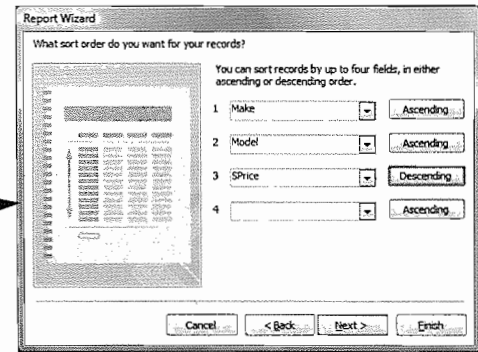 Report Wizard
What sort order do you want for your records?
You can sort records by up to four fields, in either
ascending or descending order.
1 Make Ascending
2 Model Ascending
3 SPrice Descending
4 Ascending
Cancel < Back Next > Finish